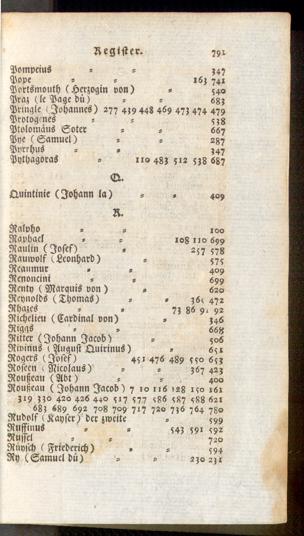 Register. 791
Pompeius = = 347
Pope = = 163 741
Portsmouth (Herzogin von) = 540
Praz (le Page dü) = = 683
Pringle (Johannes) 277 439 448 469 473 474 479
Protogenes = = 538
Ptolomäus Soter = = 667
Pye (Samuel) = = 287
Pyrrhus = = 347
Pythagoras = 110 483 512 538 687
Q.
Quintinie (Johann la) = = 409
R.
Ralpho = = 100
Raphael = = 108 110 699
Raulin (Josef) = 257 578
Rauwolf (Leonhard) = 575
Reaumur = = 409
Renoncini = = 699
Renty (Marquis von) = 620
Reynolds (Thomas) = 361 472
Rhazes = = 73 86 91 92
Richelieu (Cardinal von) = 346
Riggs = = 668
Ritter (Johann Jacob) = 506
Rivinus (August Quirinus) = 651
Rogers (Josef) 451 476 489 550 653
Roseen (Nicolaus) = 367 423
Rousseau (Abt) = = 400
Rousseau (Johann Jacob) 7 10 116 128 150 161
319 330 420 426 440 517 577 586 587 588 621
683 689 692 708 709 717 720 736 764 780
Rudolf (Kayser) der zweite = 599
Ruffinus = = 543 591 592
Russel = = 720
Ruysch (Friederich) = 594
Ry (Samuel dü) = = 230 231